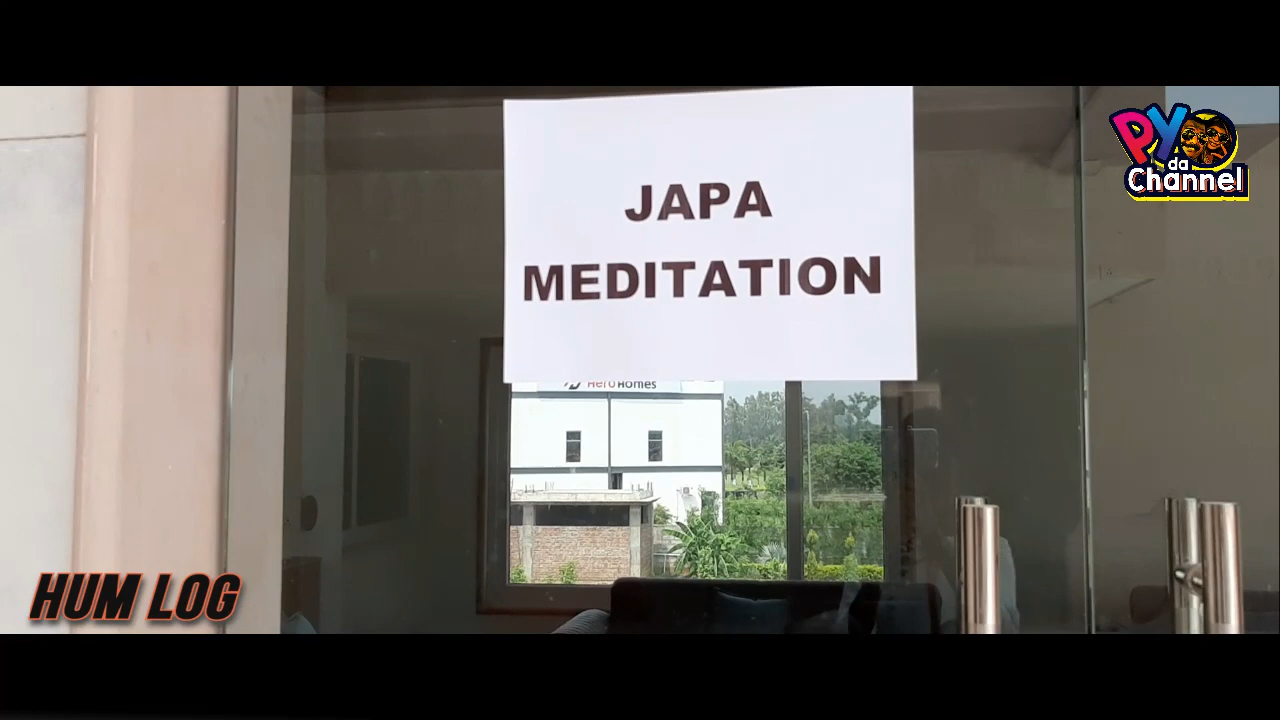 JAPA
MEDITATION
PY
da
Channel
Hero Homes
HUM LOG